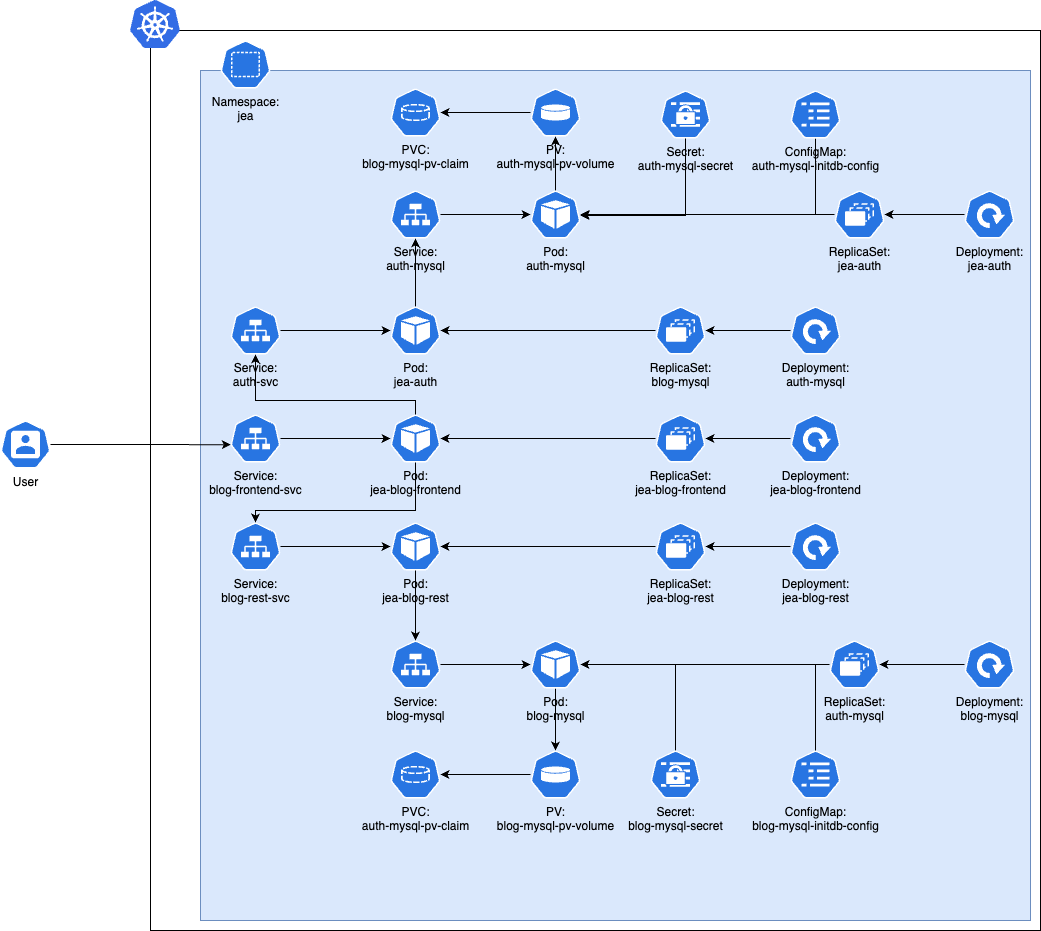 Namespace:
jea
PVC:
blog-mysql-pv-claim
PV:
auth-mysql-pv-volume
Secret:
auth-mysql-secret
ConfigMap:
auth-mysql-initdb-config
Service:
auth-mysql
Pod:
auth-mysql
ReplicaSet:
jea-auth
Deployment:
jea-auth
Service:
auth-svc
Pod:
jea-auth
ReplicaSet:
blog-mysql
Deployment:
auth-mysql
User
Service:
blog-frontend-svc
Pod:
jea-blog-frontend
ReplicaSet:
jea-blog-frontend
Deployment:
jea-blog-frontend
Service:
blog-rest-svc
Pod:
jea-blog-rest
ReplicaSet:
jea-blog-rest
Deployment:
jea-blog-rest
Service:
blog-mysql
Pod:
blog-mysql
ReplicaSet:
auth-mysql
Deployment:
blog-mysql
PVC:
auth-mysql-pv-claim
PV:
blog-mysql-pv-volume
Secret:
blog-mysql-secret
ConfigMap:
blog-mysql-initdb-config